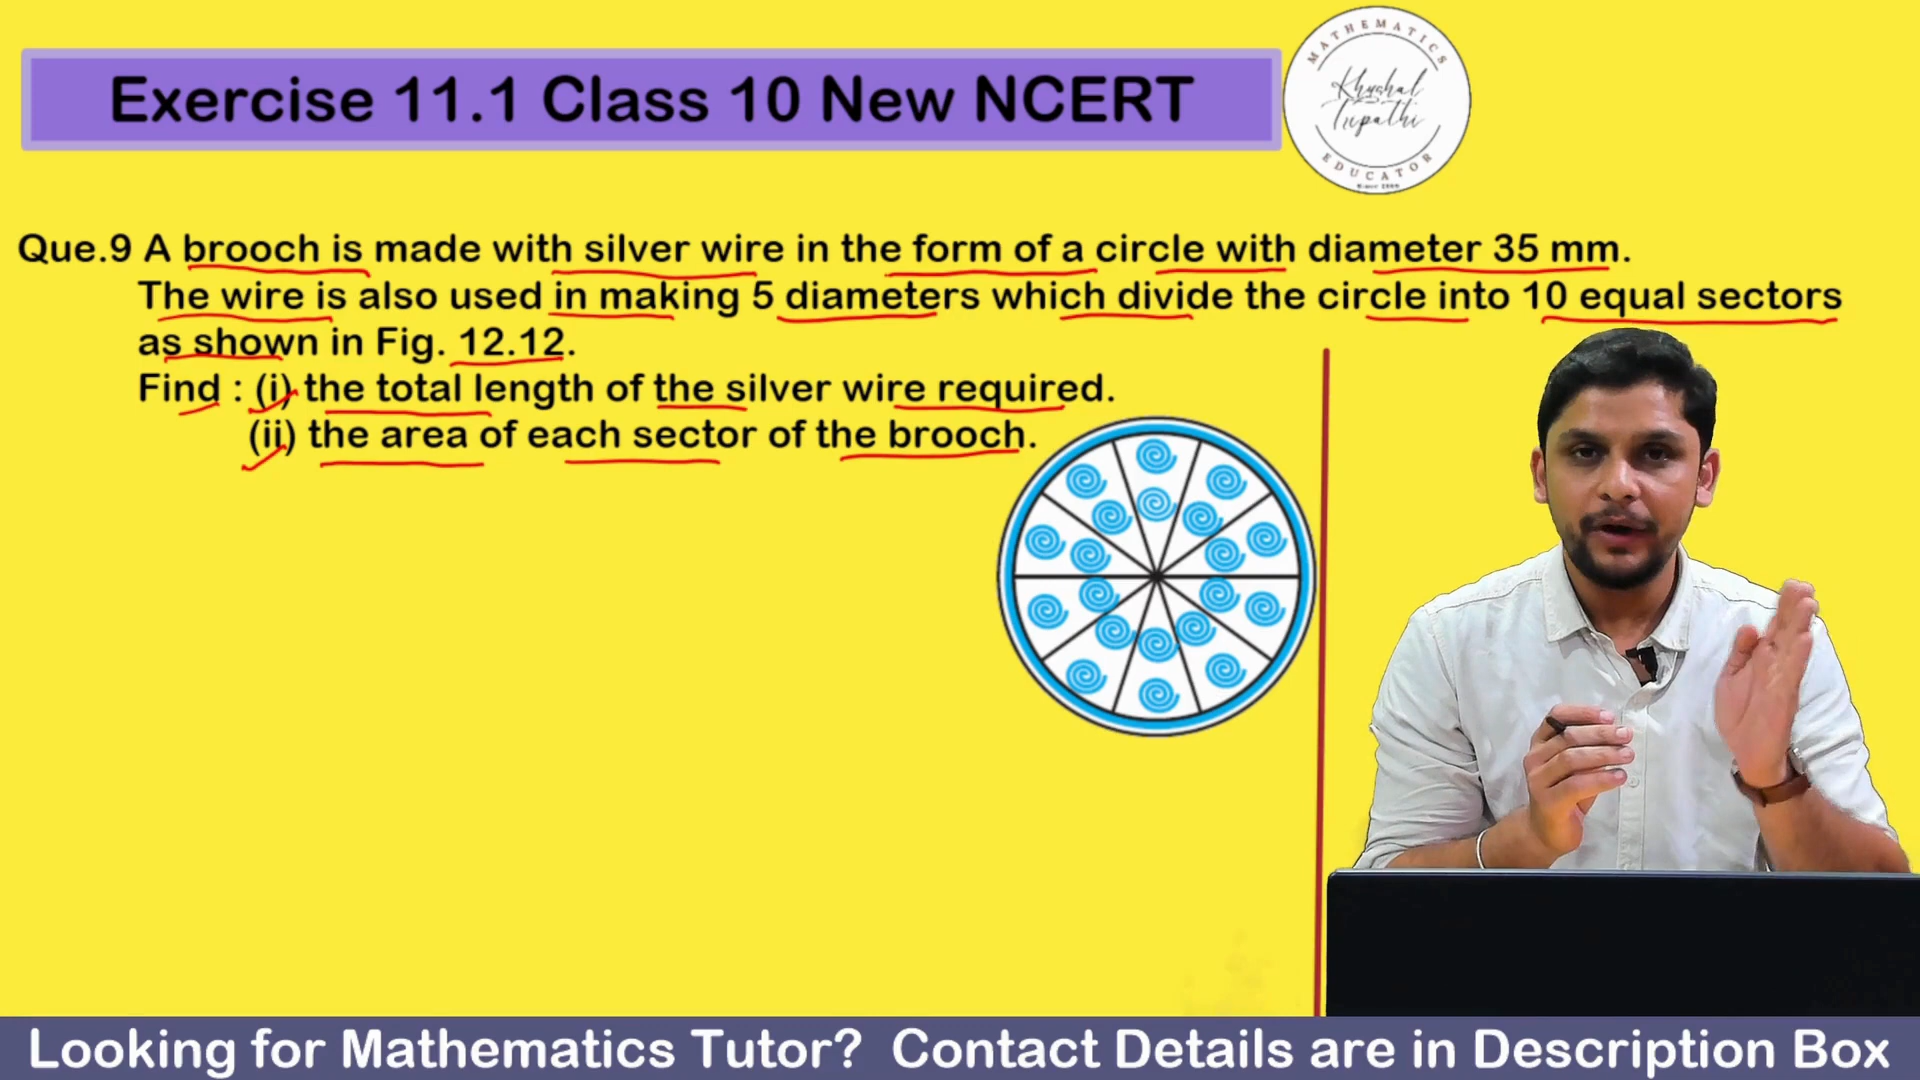 Exercise 11.1 Class 10 New NCERT
MATHEMATICS
Khushal
Tripathi
EDUCATOR
Since 2006
Que.9 A brooch is made with silver wire in the form of a circle with diameter 35 mm.
The wire is also used in making 5 diameters which divide the circle into 10 equal sectors
as shown in Fig. 12.12.
Find : (i) the total length of the silver wire required.
(ii) the area of each sector of the brooch.
Looking for Mathematics Tutor? Contact Details are in Description Box